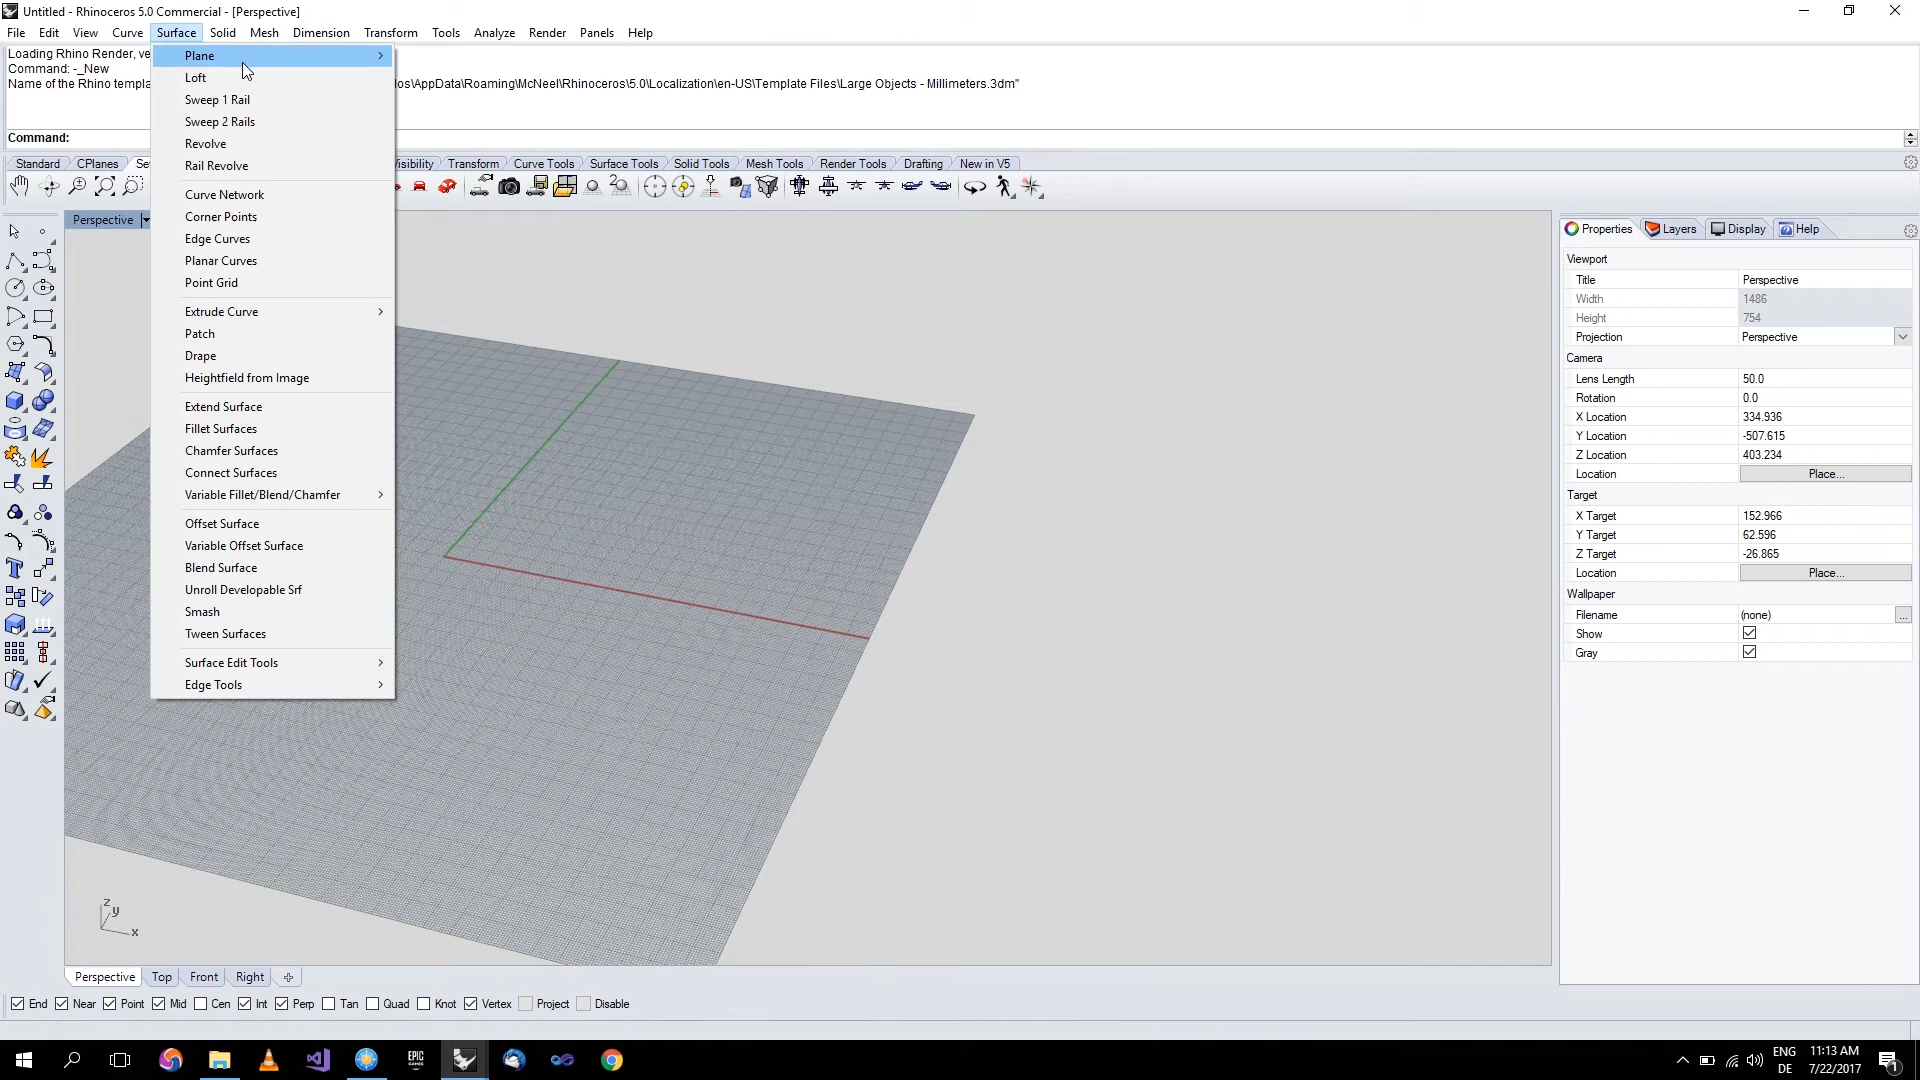 Untitled - Rhinoceros 5.0 Commercial - [Perspective]
File Edit View Curve Surface Solid Mesh Dimension Transform Tools Analyze Render Panels Help
Loading Rhino Render, ve
Command: -_New
Name of the Rhino templa los\AppData\Roaming\McNeel\Rhinoceros\5.0\Localization\en-US\Template Files\Large Objects - Millimeters.3dm"
Command:
Standard CPlanes Se isibility Transform Curve Tools Surface Tools Solid Tools Mesh Tools Render Tools Drafting New in V5
Perspective
Plane
Loft
Sweep 1 Rail
Sweep 2 Rails
Revolve
Rail Revolve
Curve Network
Corner Points
Edge Curves
Planar Curves
Point Grid
Extrude Curve
Patch
Drape
Heightfield from Image
Extend Surface
Fillet Surfaces
Chamfer Surfaces
Connect Surfaces
Variable Fillet/Blend/Chamfer
Offset Surface
Variable Offset Surface
Blend Surface
Unroll Developable Srf
Smash
Tween Surfaces
Surface Edit Tools
Edge Tools
Properties Layers Display Help
Viewport
Title Perspective
Width 1486
Height 754
Projection Perspective
Camera
Lens Length 50.0
Rotation 0.0
X Location 334.936
Y Location -507.615
Z Location 403.234
Location Place...
Target
X Target 152.966
Y Target 62.596
Z Target -26.865
Location Place...
Wallpaper
Filename (none) ...
Show
Gray
z
y
x
Perspective Top Front Right
End Near Point Mid Cen Int Perp Tan Quad Knot Vertex Project Disable
EPIC GAMES
ENG 11:13 AM
DE 7/22/2017
1